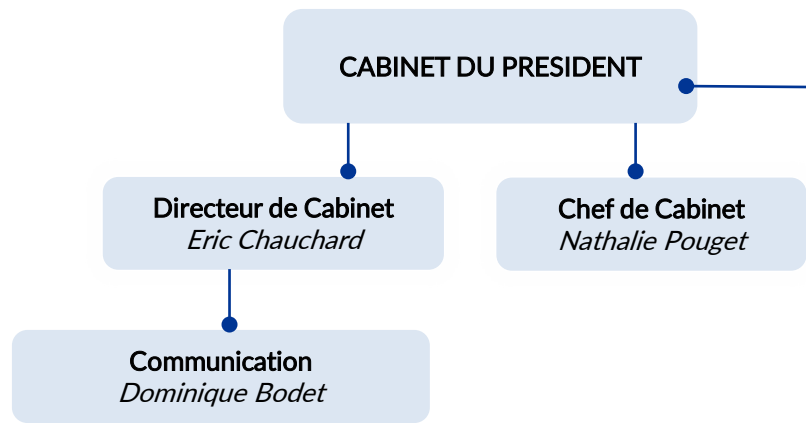 CABINET DU PRESIDENT
Directeur de Cabinet
Eric Chauchard
Chef de Cabinet
Nathalie Pouget
Communication
Dominique Bodet